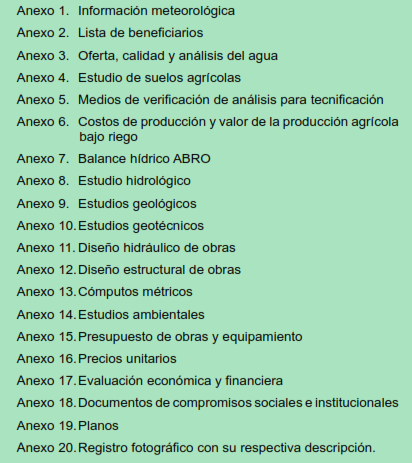 Anexo 1. Información meteorológica
Anexo 2. Lista de beneficiarios
Anexo 3. Oferta, calidad y análisis del agua
Anexo 4. Estudio de suelos agrícolas
Anexo 5. Medios de verificación de análisis para tecnificación
Anexo 6. Costos de producción y valor de la producción agrícola
bajo riego
Anexo 7. Balance hídrico ABRO
Anexo 8. Estudio hidrológico
Anexo 9. Estudios geológicos
Anexo 10. Estudios geotécnicos
Anexo 11. Diseño hidráulico de obras
Anexo 12. Diseño estructural de obras
Anexo 13. Cómputos métricos
Anexo 14. Estudios ambientales
Anexo 15. Presupuesto de obras y equipamiento
Anexo 16. Precios unitarios
Anexo 17. Evaluación económica y financiera
Anexo 18. Documentos de compromisos sociales e institucionales
Anexo 19. Planos
Anexo 20. Registro fotográfico con su respectiva descripción.